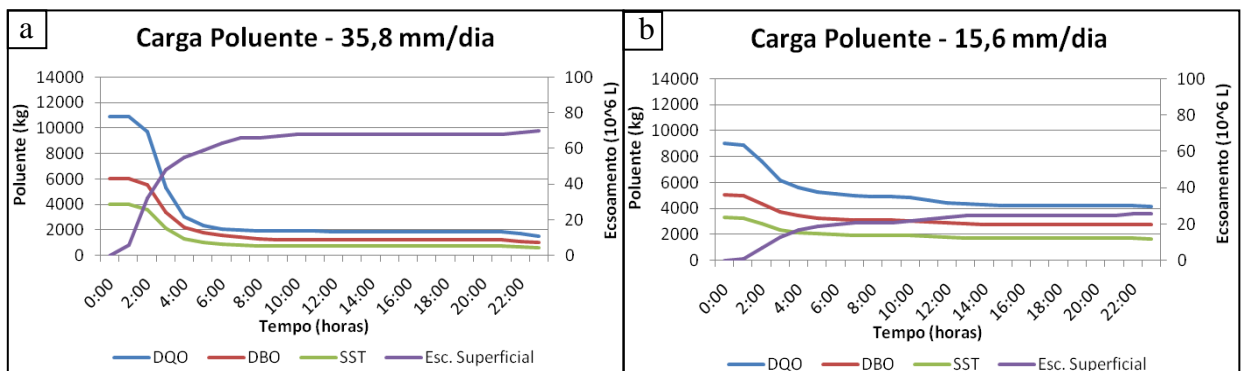 a
Carga Poluente - 35,8 mm/dia
14000
12000
10000
8000
6000
4000
2000
0
Poluente (kg)
100
80
60
40
20
0
Ecsoamento (10^6 L)
0:00 2:00 4:00 6:00 8:00 10:00 12:00 14:00 16:00 18:00 20:00 22:00
Tempo (horas)
DQO DBO SST Esc. Superficial
b
Carga Poluente - 15,6 mm/dia
14000
12000
10000
8000
6000
4000
2000
0
Poluente (kg)
100
80
60
40
20
0
Ecsoamento (10^6 L)
0:00 2:00 4:00 6:00 8:00 10:00 12:00 14:00 16:00 18:00 20:00 22:00
Tempo (horas)
DQO DBO SST Esc. Superficial